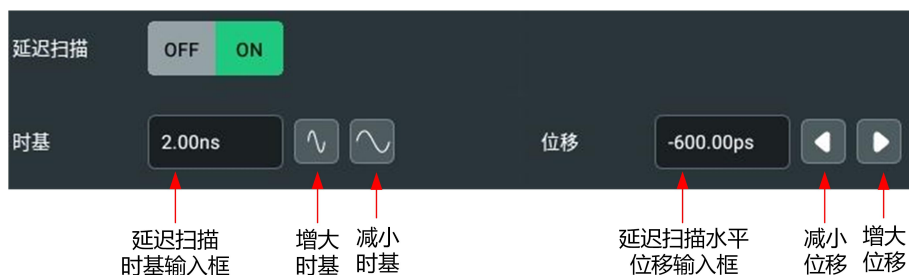 延迟扫描 OFF ON
时基 2.00ns 位移 -600.00ps
延迟扫描
时基输入框
增大
时基
减小
时基
延迟扫描水平
位移输入框
减小
位移
增大
位移